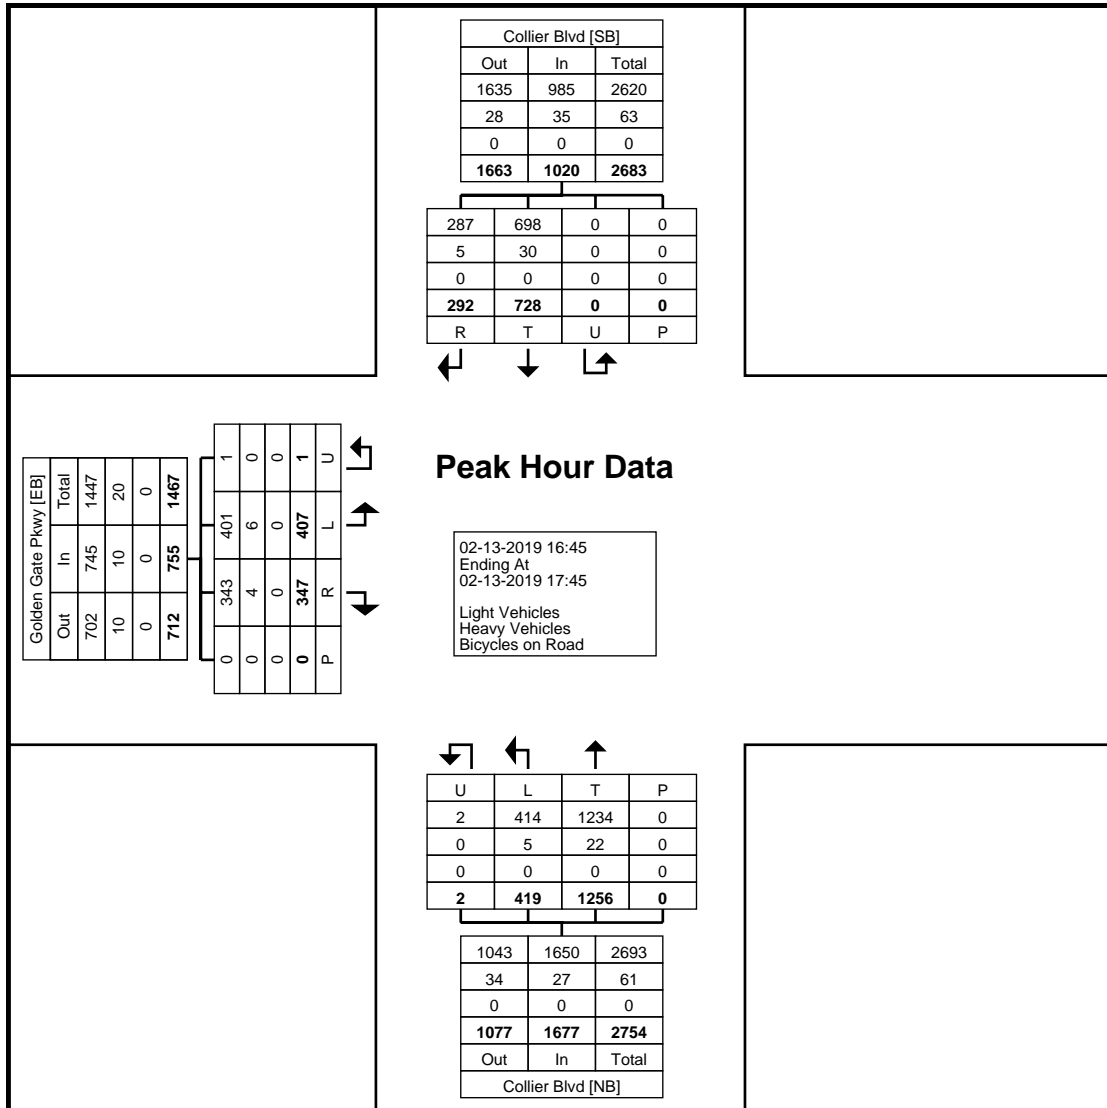 Collier Blvd [SB]
Out In Total
1635 985 2620
28 35 63
0 0 0
1663 1020 2683
287 698 0 0
5 30 0 0
0 0 0 0
292 728 0 0
R T U P
Golden Gate Pkwy [EB]
Out In Total
702 745 1447
10 10 20
0 0 0
712 755 1467
0 343 401 1
0 4 6 0
0 0 0 0
0 347 407 1
P R L U
Peak Hour Data
02-13-2019 16:45
Ending At
02-13-2019 17:45
Light Vehicles
Heavy Vehicles
Bicycles on Road
U L T P
2 414 1234 0
0 5 22 0
0 0 0 0
2 419 1256 0
1043 1650 2693
34 27 61
0 0 0
1077 1677 2754
Out In Total
Collier Blvd [NB]